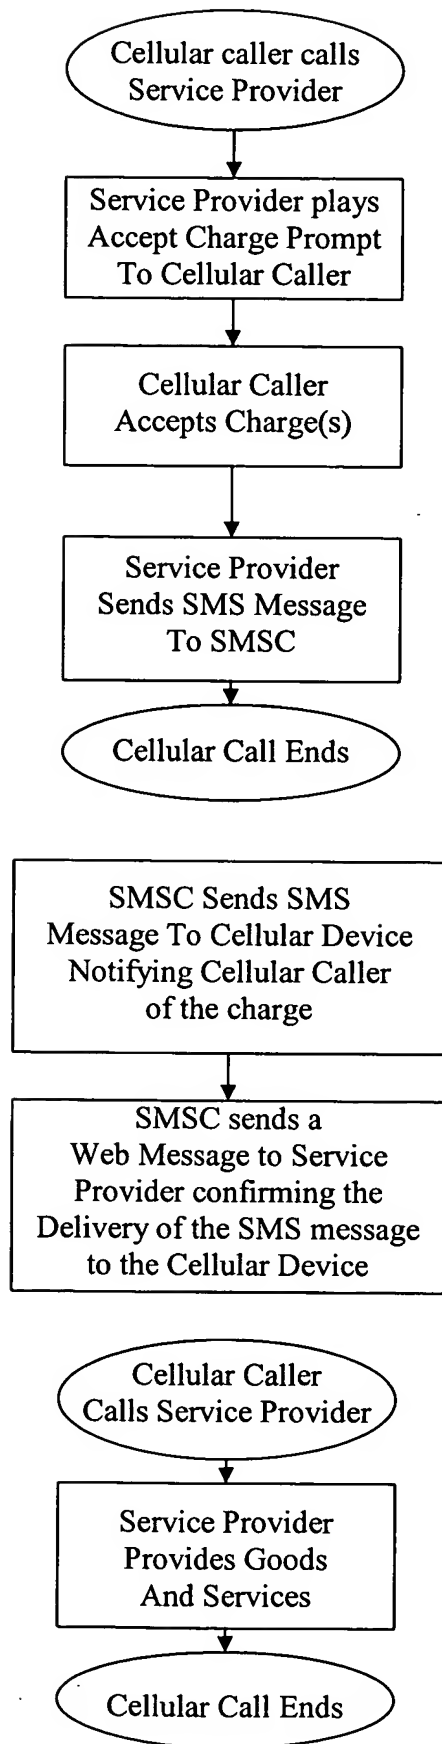 Cellular caller calls
Service Provider
Service Provider plays
Accept Charge Prompt
To Cellular Caller
Cellular Caller
Accepts Charge(s)
Service Provider
Sends SMS Message
To SMSC
Cellular Call Ends
SMSC Sends SMS
Message To Cellular Device
Notifying Cellular Caller
of the charge
SMSC sends a
Web Message to Service
Provider confirming the
Delivery of the SMS message
to the Cellular Device
Cellular Caller
Calls Service Provider
Service Provider
Provides Goods
And Services
Cellular Call Ends